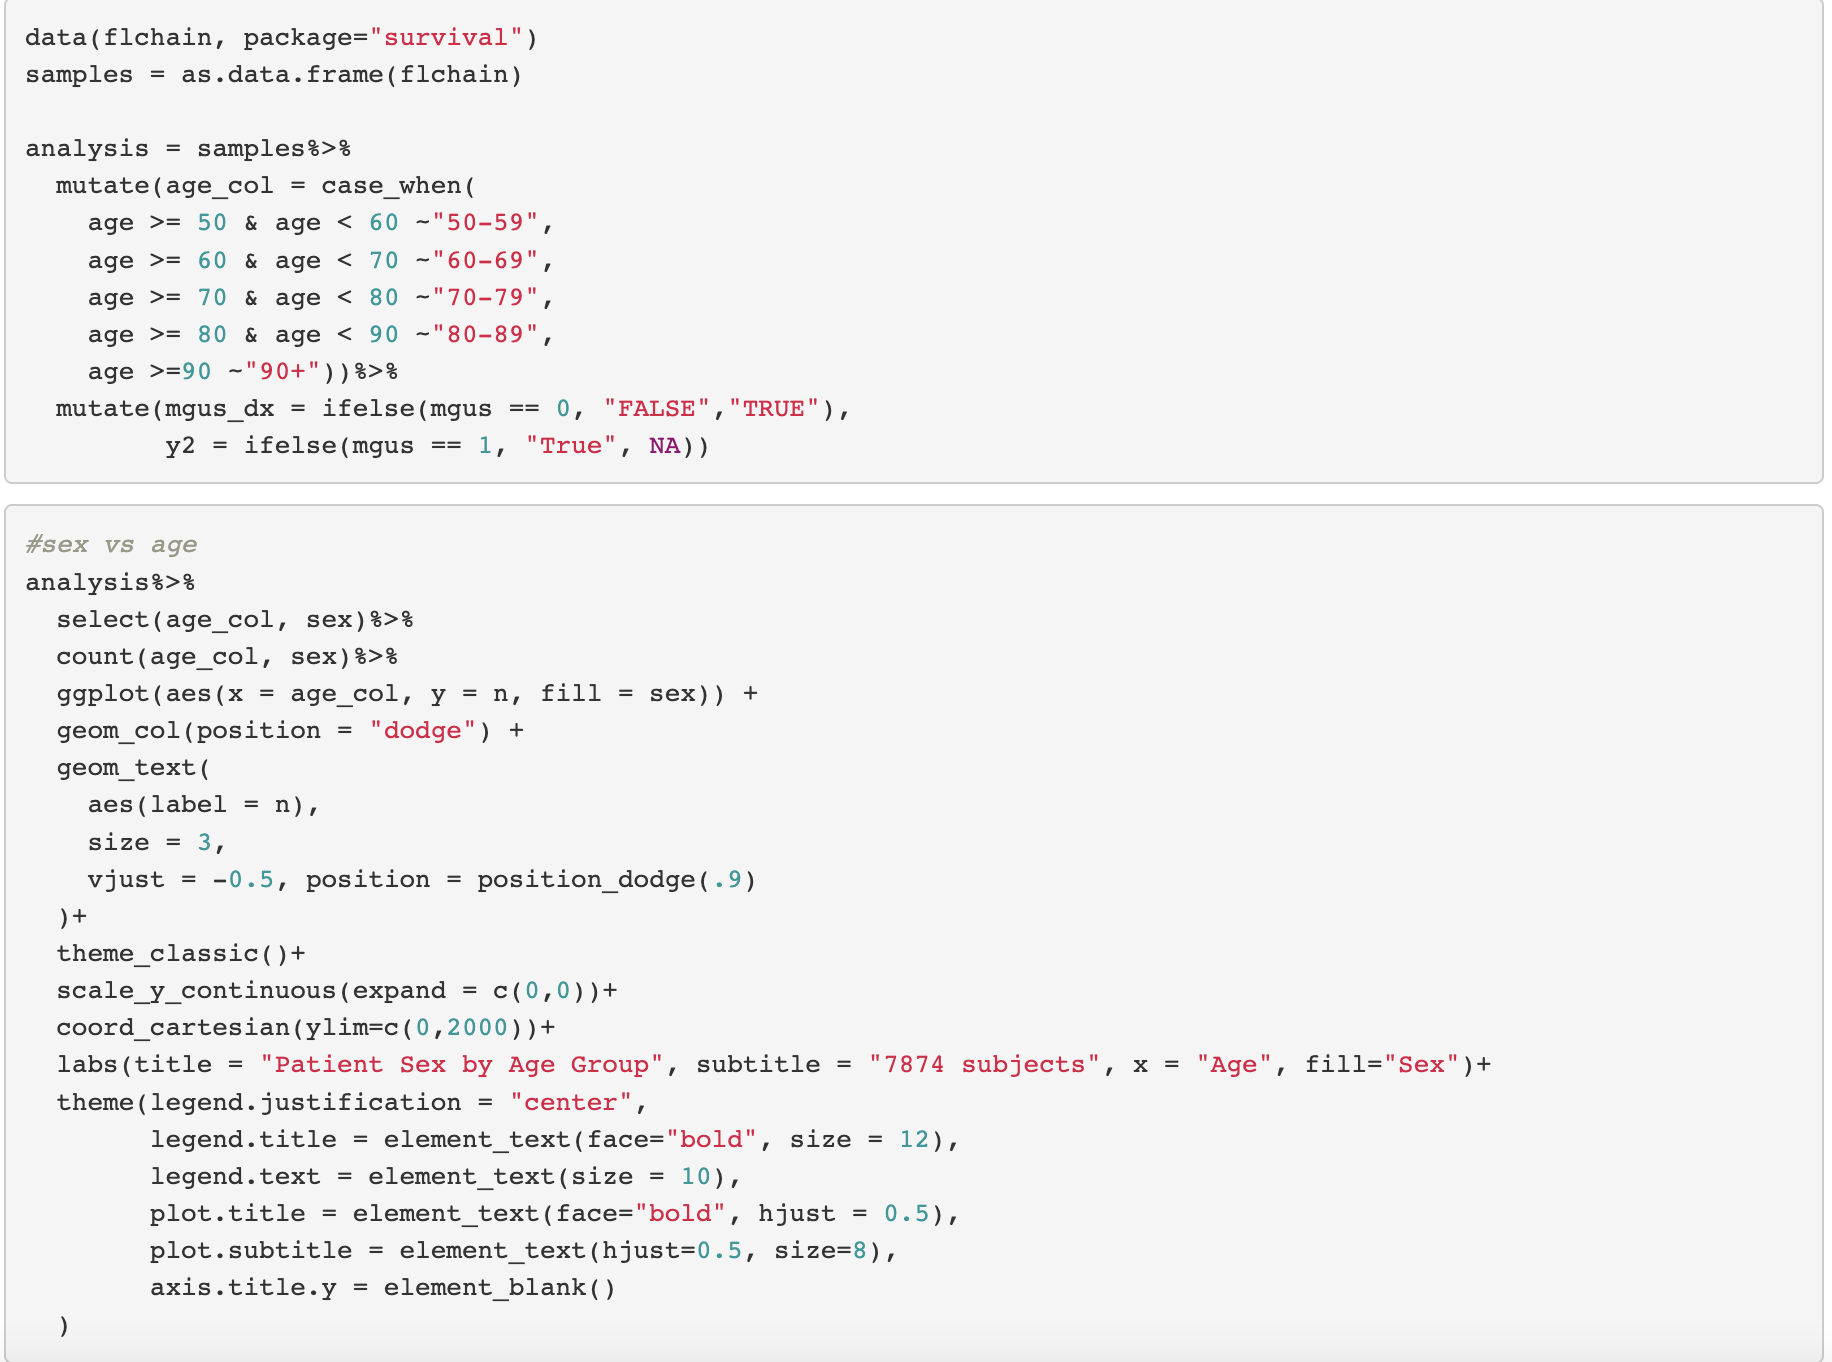 data(flchain, package="survival")
samples = as.data.frame(flchain)

analysis = samples%>%
  mutate(age_col = case_when(
    age >= 50 & age < 60 ~"50-59",
    age >= 60 & age < 70 ~"60-69",
    age >= 70 & age < 80 ~"70-79",
    age >= 80 & age < 90 ~"80-89",
    age >=90 ~"90+"))%>%
  mutate(mgus_dx = ifelse(mgus == 0, "FALSE","TRUE"),
         y2 = ifelse(mgus == 1, "True", NA))

#sex vs age
analysis%>%
  select(age_col, sex)%>%
  count(age_col, sex)%>%
  ggplot(aes(x = age_col, y = n, fill = sex)) +
  geom_col(position = "dodge") +
  geom_text(
    aes(label = n),
    size = 3,
    vjust = -0.5, position = position_dodge(.9)
  )+
  theme_classic()+
  scale_y_continuous(expand = c(0,0))+
  coord_cartesian(ylim=c(0,2000))+
  labs(title = "Patient Sex by Age Group", subtitle = "7874 subjects", x = "Age", fill="Sex")+
  theme(legend.justification = "center",
        legend.title = element_text(face="bold", size = 12),
        legend.text = element_text(size = 10),
        plot.title = element_text(face="bold", hjust = 0.5),
        plot.subtitle = element_text(hjust=0.5, size=8),
        axis.title.y = element_blank()
  )